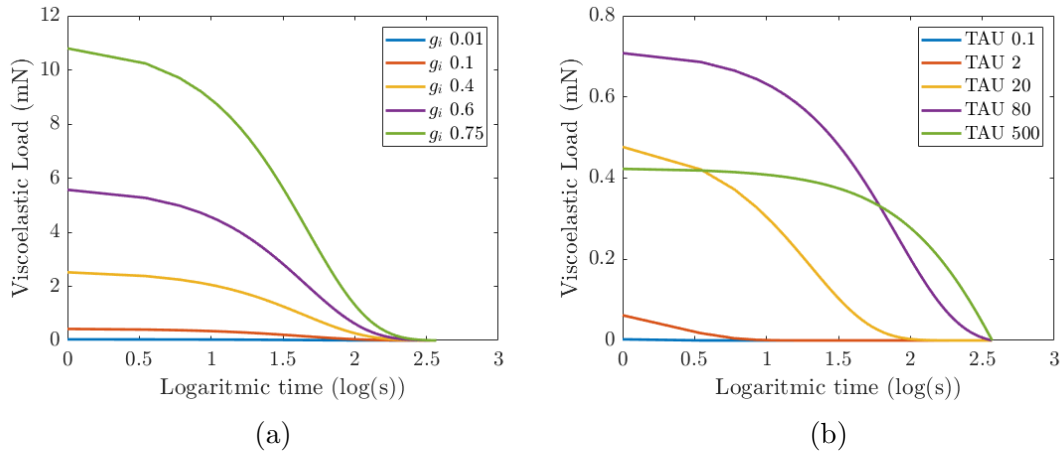 12
10
8
6
4
2
0
Viscoelastic Load (mN)
0 0.5 1 1.5 2 2.5 3
Logaritmic time (log(s))
g_i 0.01
g_i 0.1
g_i 0.4
g_i 0.6
g_i 0.75
(a)
0.8
0.6
0.4
0.2
0
Viscoelastic Load (mN)
0 0.5 1 1.5 2 2.5 3
Logaritmic time (log(s))
TAU 0.1
TAU 2
TAU 20
TAU 80
TAU 500
(b)